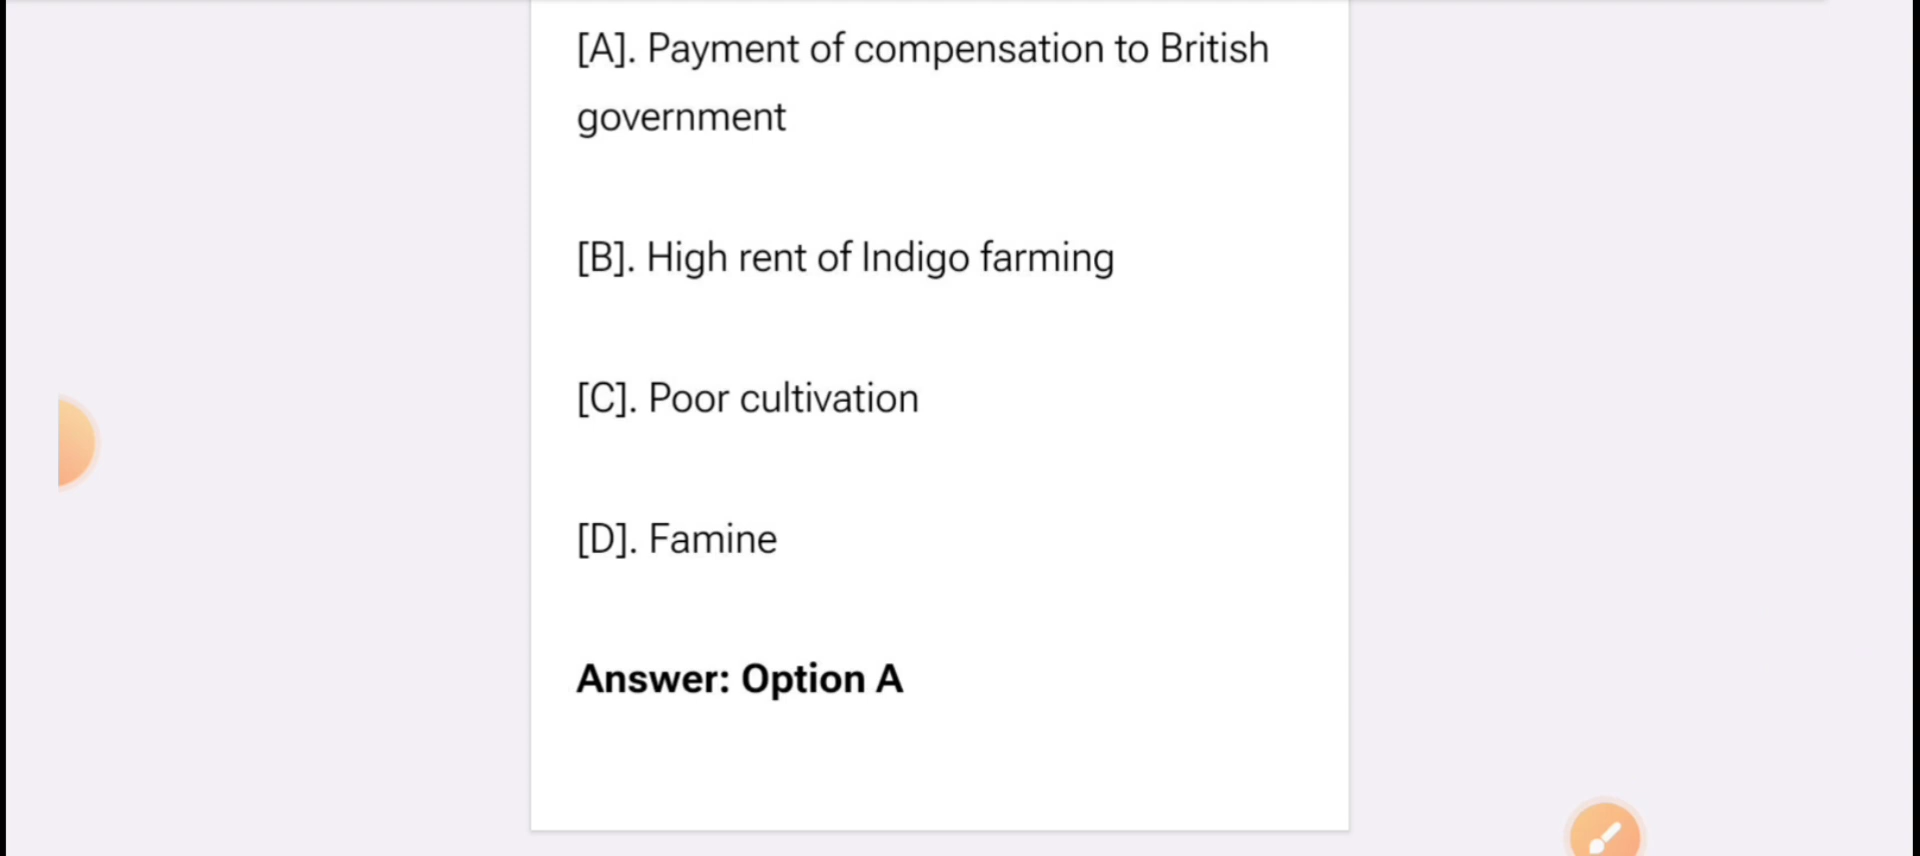 [A]. Payment of compensation to British
government
[B]. High rent of Indigo farming
[C]. Poor cultivation
[D]. Famine
Answer: Option A